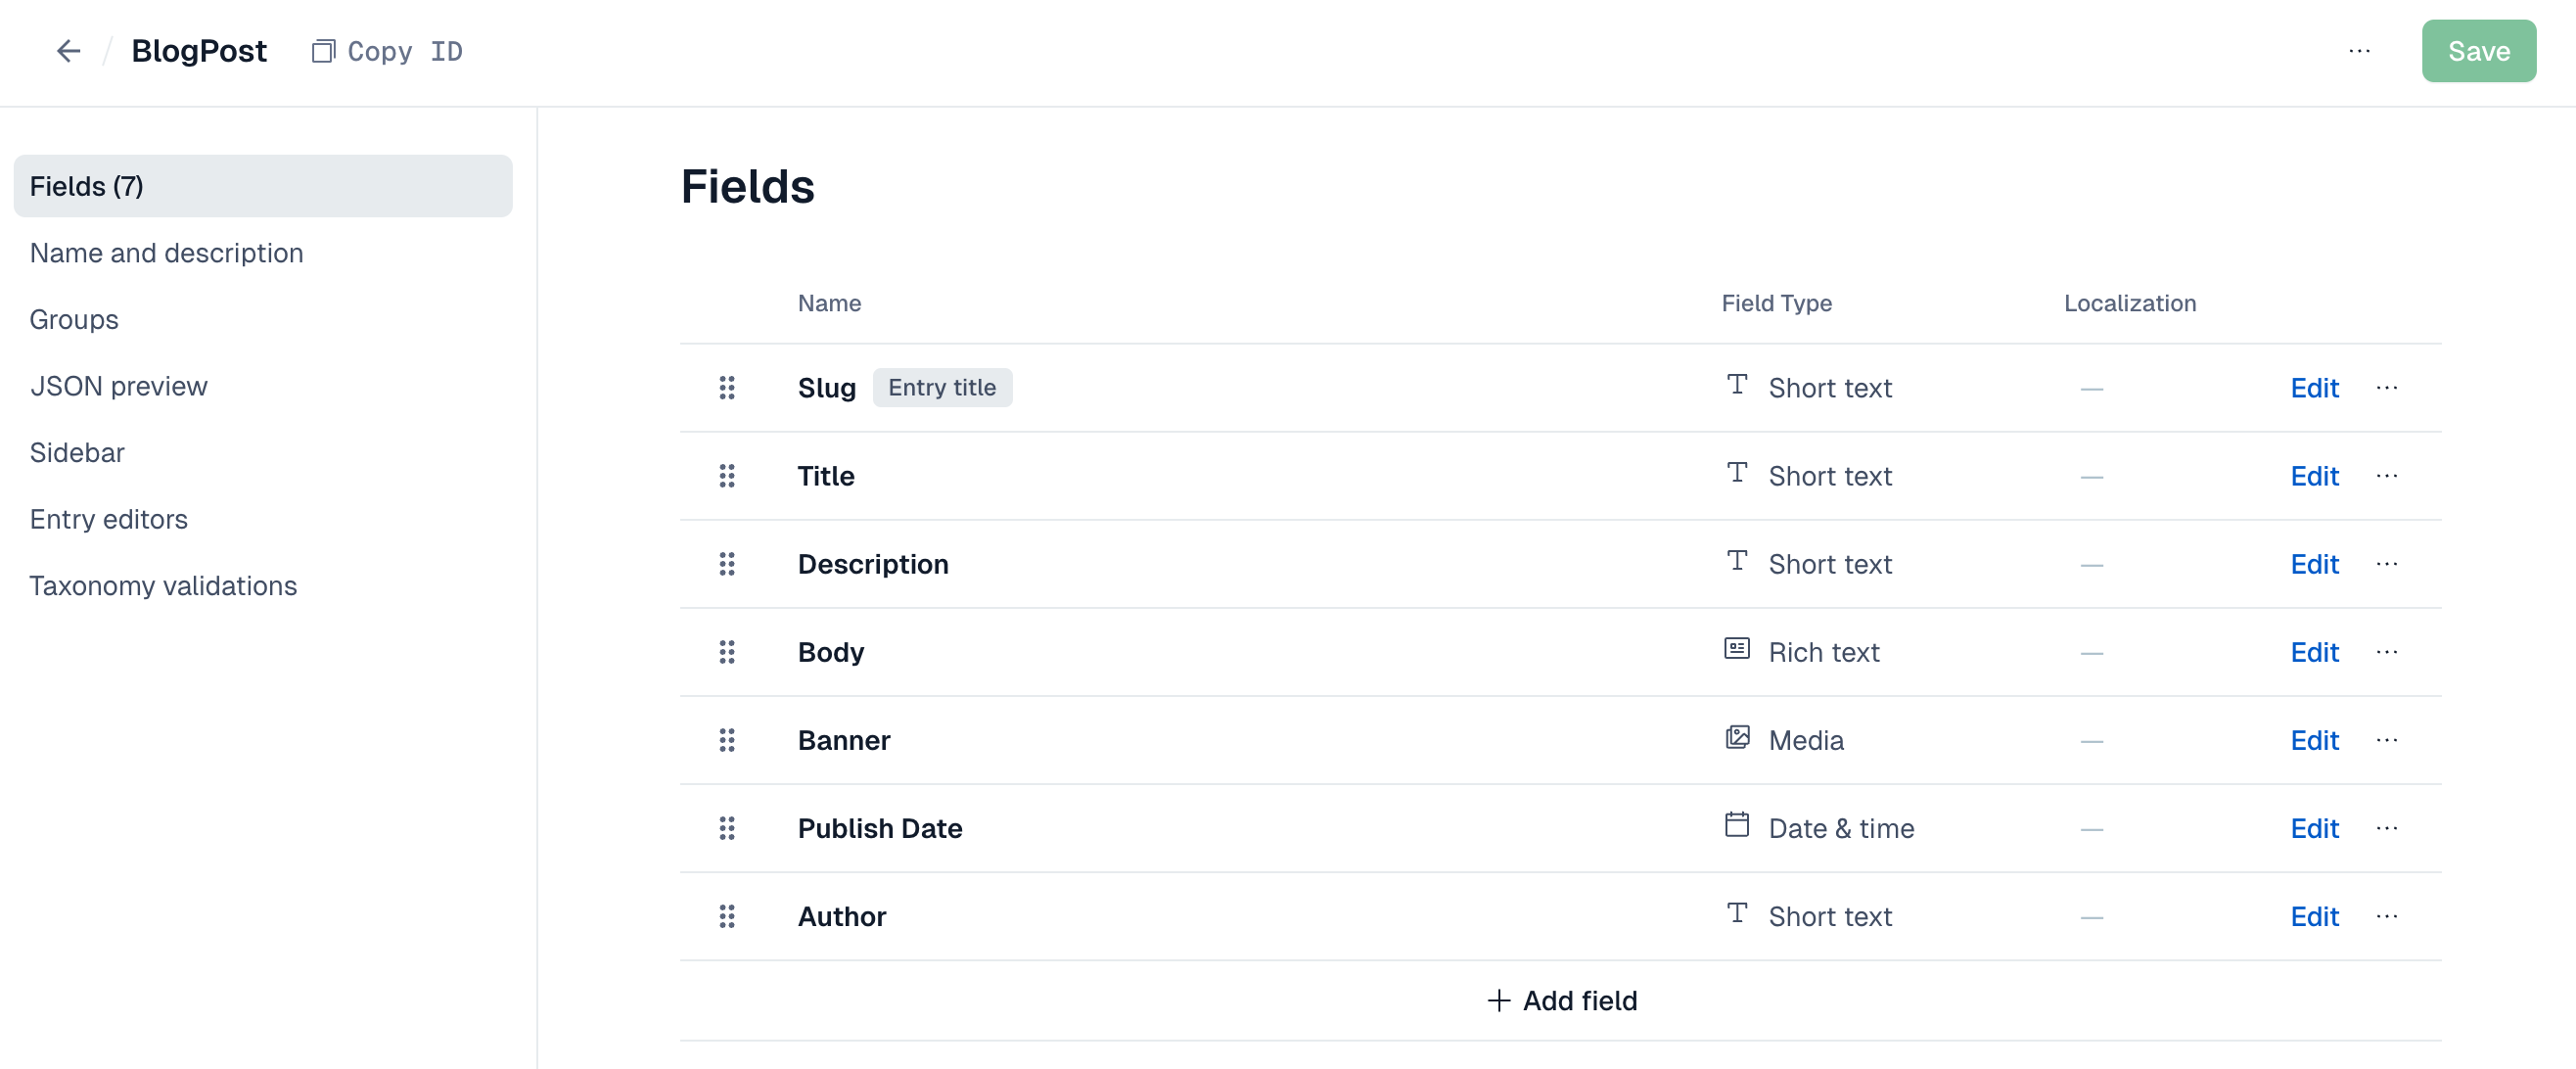 BlogPost Copy ID ... Save
Fields (7)
Name and description
Groups
JSON preview
Sidebar
Entry editors
Taxonomy validations
Fields
Name Field Type Localization
Slug Entry title Short text — Edit ...
Title Short text — Edit ...
Description Short text — Edit ...
Body Rich text — Edit ...
Banner Media — Edit ...
Publish Date Date & time — Edit ...
Author Short text — Edit ...
+ Add field